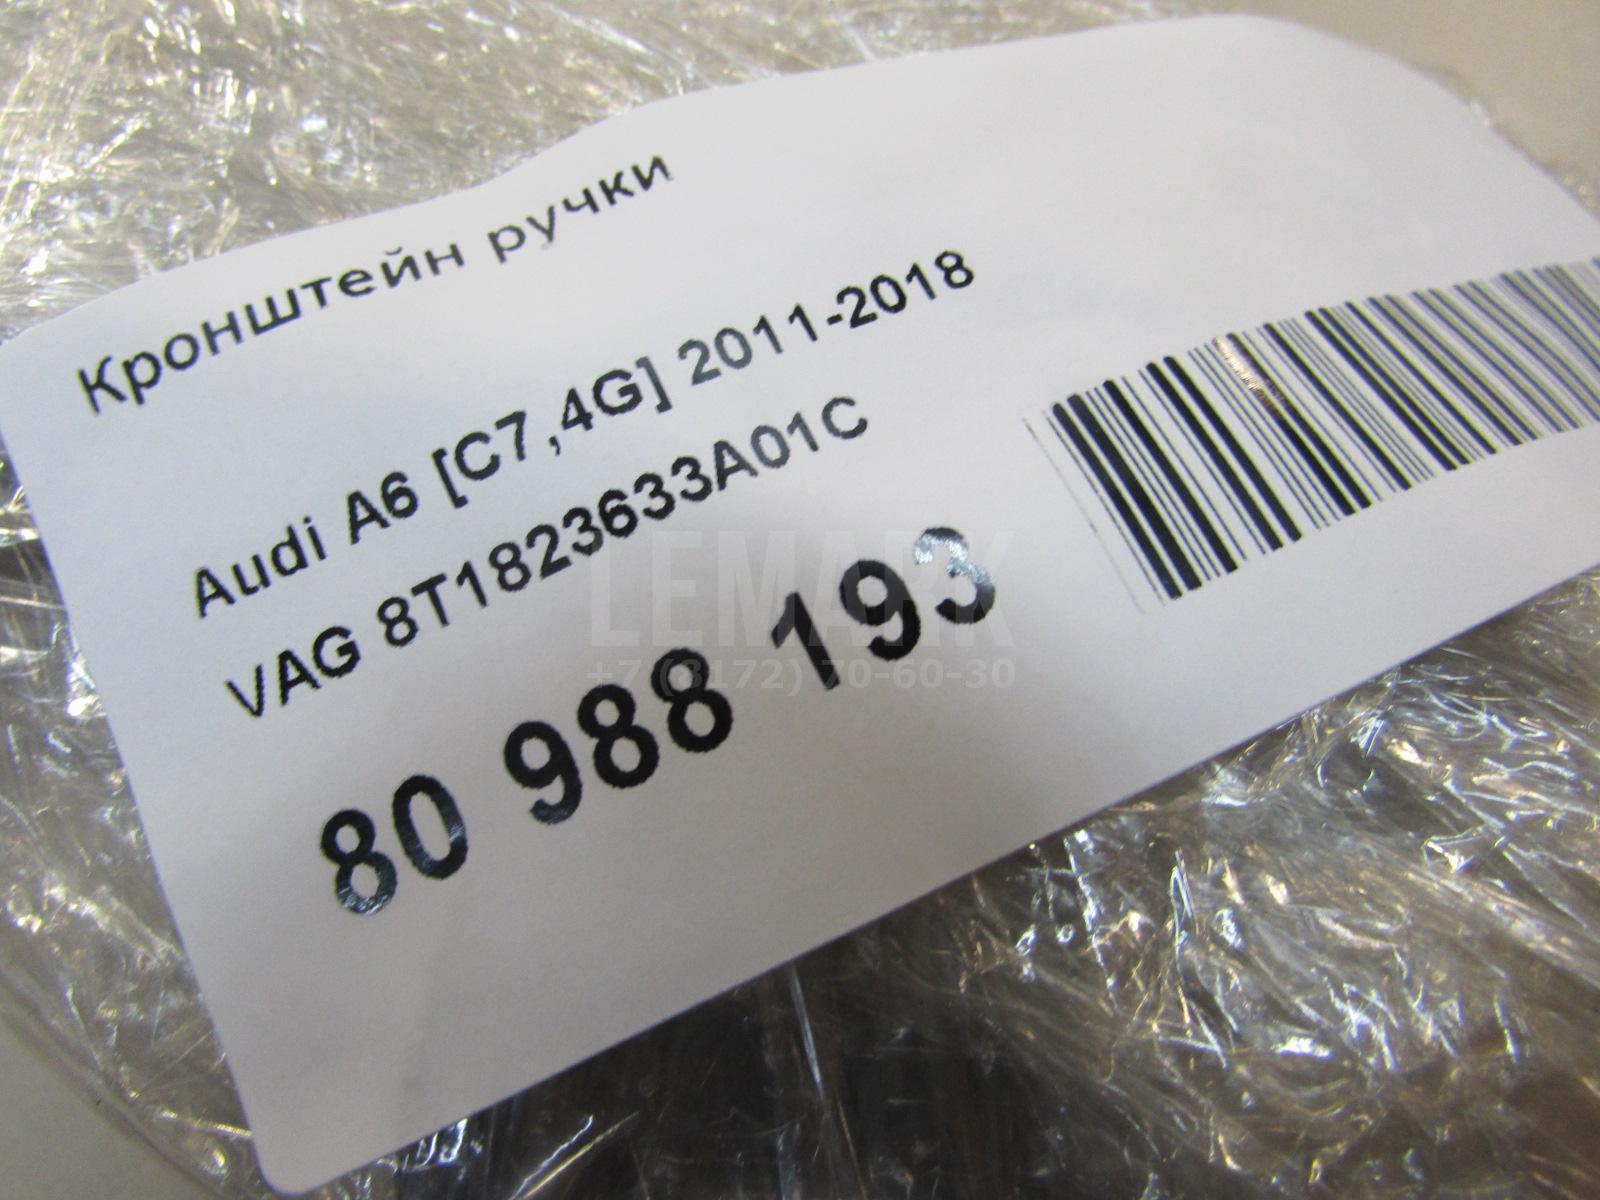 Кронштейн ручки
Audi A6 [C7,4G] 2011-2018
VAG 8T1823633A01C
80 988 193
LEMARK
+7 (8172) 70-60-30